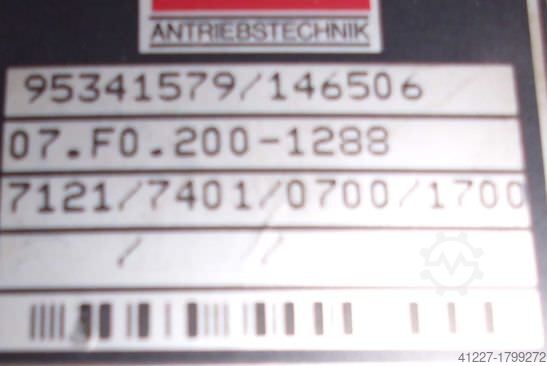 ANTRIEBSTECHNIK
95341579/146506
07.F0.200-1288
7121/7401/0700/1700
/ /
41227-1799272